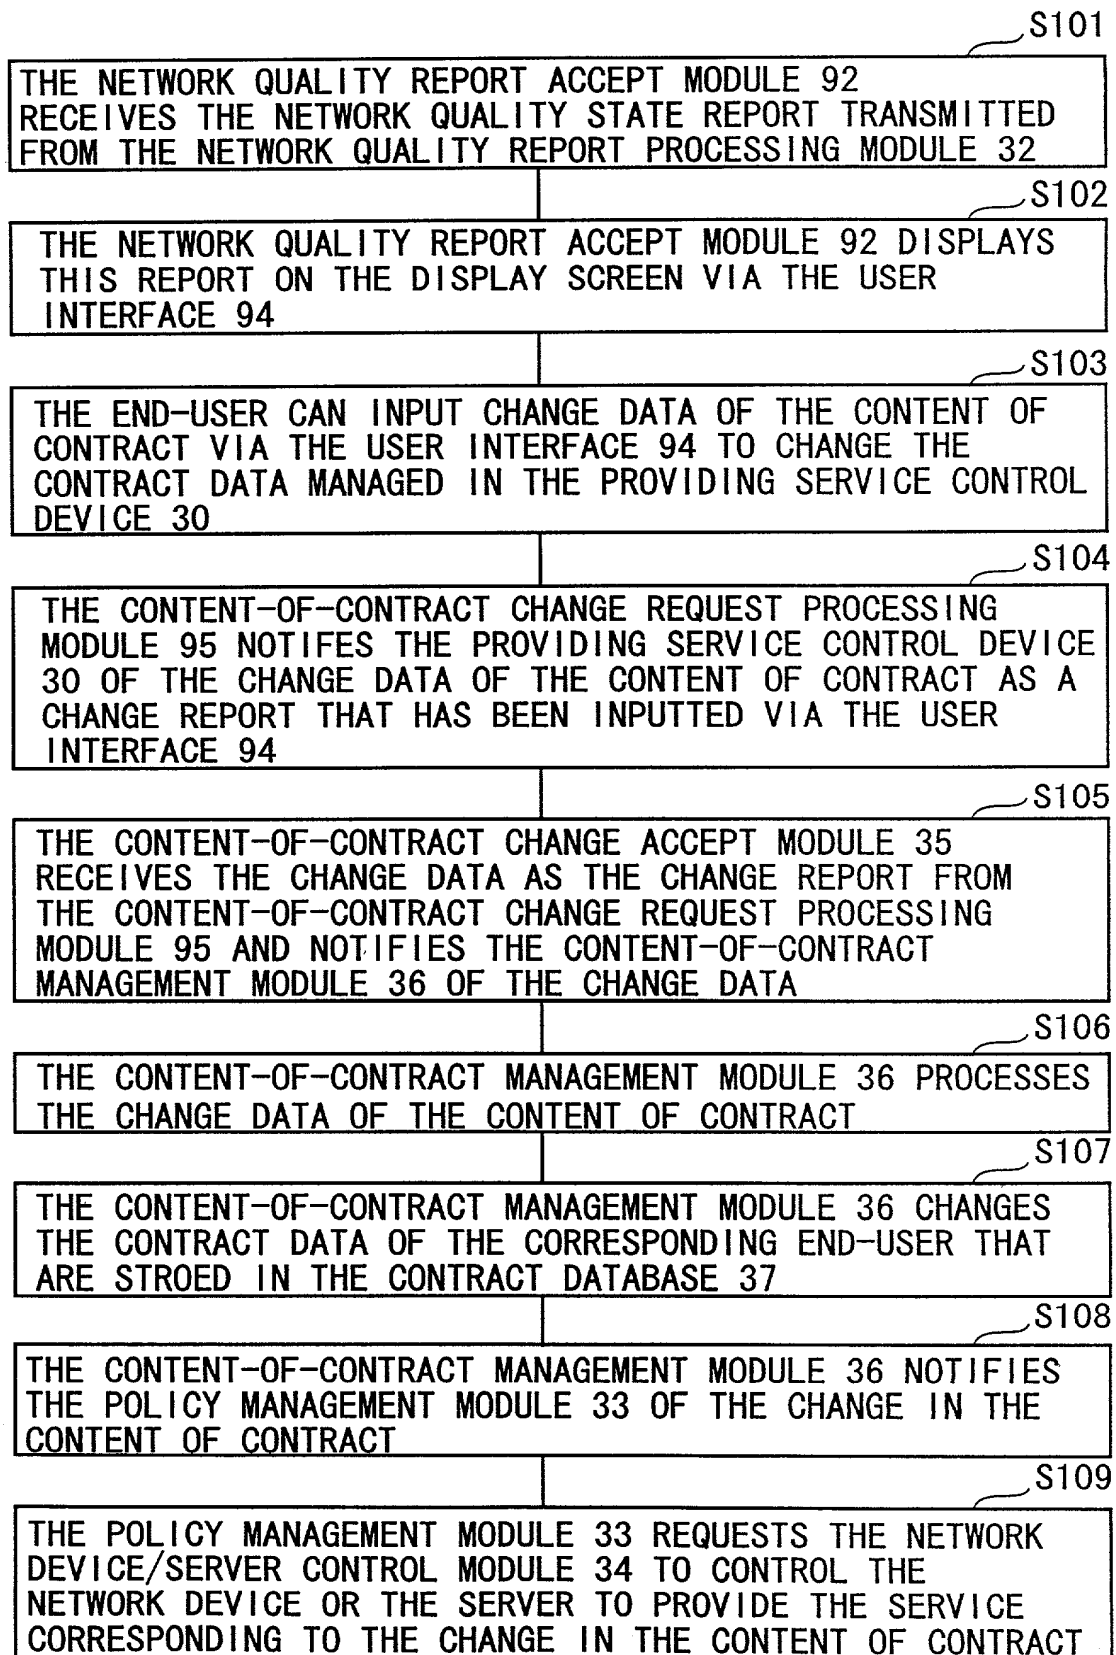 S101
THE NETWORK QUALITY REPORT ACCEPT MODULE 92
RECEIVES THE NETWORK QUALITY STATE REPORT TRANSMITTED
FROM THE NETWORK QUALITY REPORT PROCESSING MODULE 32
S102
THE NETWORK QUALITY REPORT ACCEPT MODULE 92 DISPLAYS
THIS REPORT ON THE DISPLAY SCREEN VIA THE USER
INTERFACE 94
S103
THE END-USER CAN INPUT CHANGE DATA OF THE CONTENT OF
CONTRACT VIA THE USER INTERFACE 94 TO CHANGE THE
CONTRACT DATA MANAGED IN THE PROVIDING SERVICE CONTROL
DEVICE 30
S104
THE CONTENT-OF-CONTRACT CHANGE REQUEST PROCESSING
MODULE 95 NOTIFES THE PROVIDING SERVICE CONTROL DEVICE
30 OF THE CHANGE DATA OF THE CONTENT OF CONTRACT AS A
CHANGE REPORT THAT HAS BEEN INPUTTED VIA THE USER
INTERFACE 94
S105
THE CONTENT-OF-CONTRACT CHANGE ACCEPT MODULE 35
RECEIVES THE CHANGE DATA AS THE CHANGE REPORT FROM
THE CONTENT-OF-CONTRACT CHANGE REQUEST PROCESSING
MODULE 95 AND NOTIFIES THE CONTENT-OF-CONTRACT
MANAGEMENT MODULE 36 OF THE CHANGE DATA
S106
THE CONTENT-OF-CONTRACT MANAGEMENT MODULE 36 PROCESSES
THE CHANGE DATA OF THE CONTENT OF CONTRACT
S107
THE CONTENT-OF-CONTRACT MANAGEMENT MODULE 36 CHANGES
THE CONTRACT DATA OF THE CORRESPONDING END-USER THAT
ARE STROED IN THE CONTRACT DATABASE 37
S108
THE CONTENT-OF-CONTRACT MANAGEMENT MODULE 36 NOTIFIES
THE POLICY MANAGEMENT MODULE 33 OF THE CHANGE IN THE
CONTENT OF CONTRACT
S109
THE POLICY MANAGEMENT MODULE 33 REQUESTS THE NETWORK
DEVICE/SERVER CONTROL MODULE 34 TO CONTROL THE
NETWORK DEVICE OR THE SERVER TO PROVIDE THE SERVICE
CORRESPONDING TO THE CHANGE IN THE CONTENT OF CONTRACT